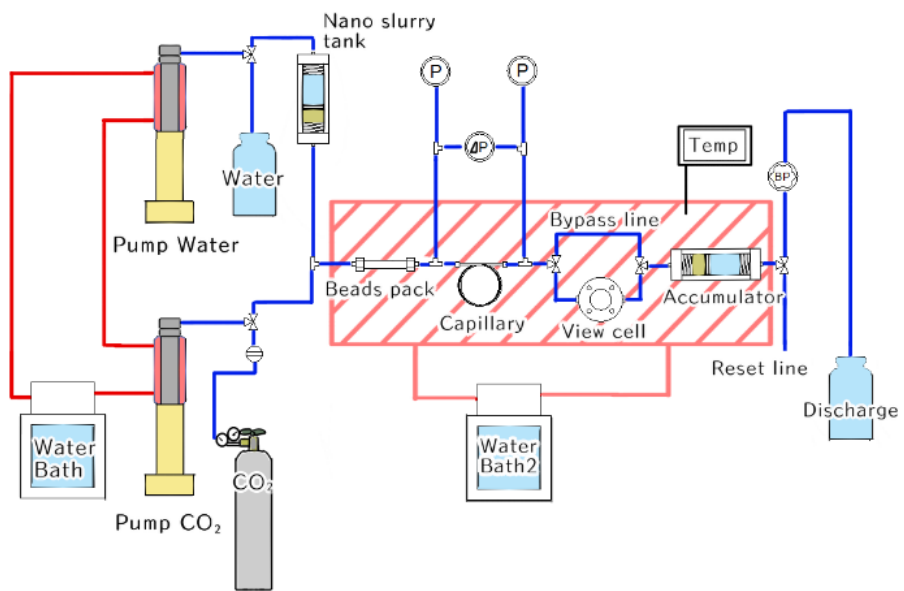 Nano slurry
tank
P
P
ΔP
Temp
BP
Water
Pump Water
Bypass line
Beads pack
Capillary
View cell
Accumulator
Reset line
Discharge
Water
Bath
Water
Bath2
CO₂
Pump CO₂